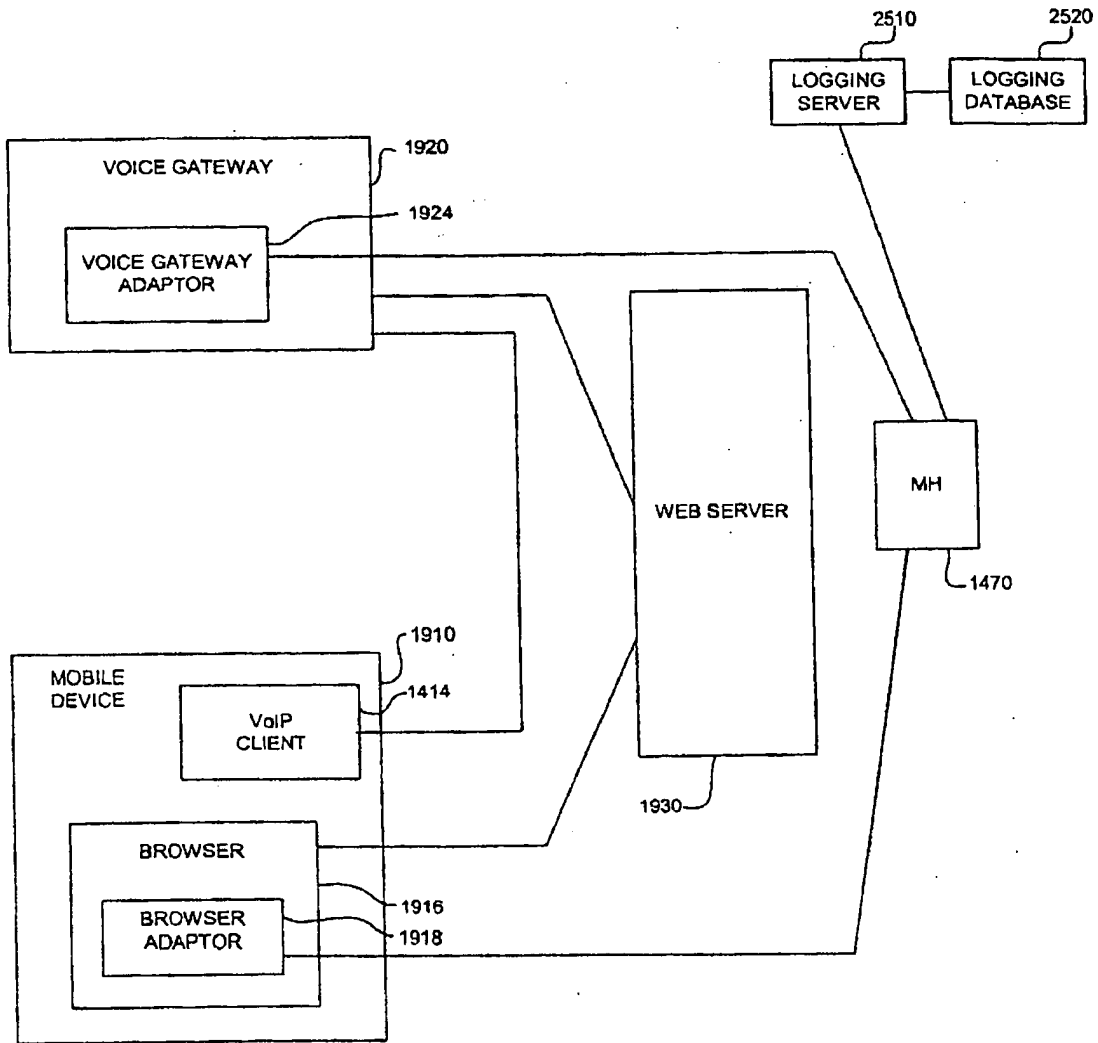 2510
2520
LOGGING
SERVER
LOGGING
DATABASE
VOICE GATEWAY
1920
1924
VOICE GATEWAY
ADAPTOR
WEB SERVER
MH
1470
1910
MOBILE
DEVICE
1414
VoIP
CLIENT
1930
BROWSER
1916
BROWSER
ADAPTOR
1918